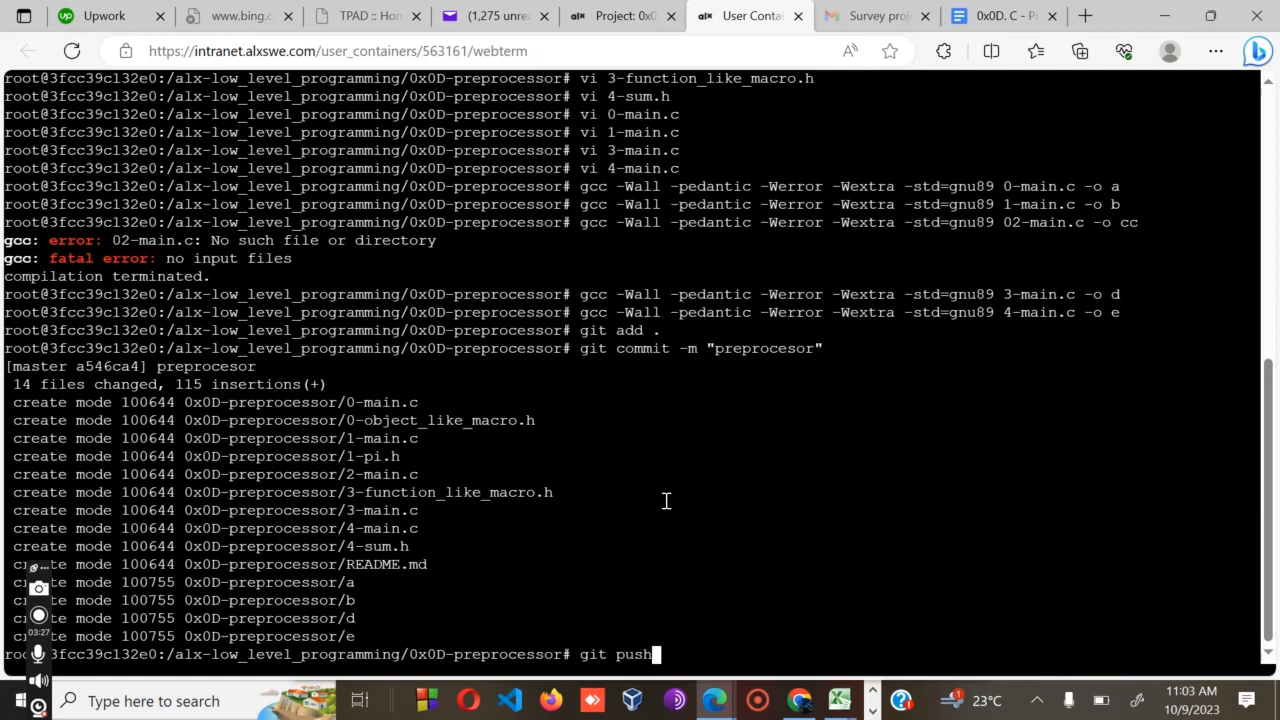 Upwork
www.bing.c
TPAD :: Hon
(1,275 unre
Project: 0x0
User Contai
Survey proj
0x0D. C - Pr
https://intranet.alxswe.com/user_containers/563161/webterm
root@3fcc39c132e0:/alx-low_level_programming/0x0D-preprocessor# vi 3-function_like_macro.h
root@3fcc39c132e0:/alx-low_level_programming/0x0D-preprocessor# vi 4-sum.h
root@3fcc39c132e0:/alx-low_level_programming/0x0D-preprocessor# vi 0-main.c
root@3fcc39c132e0:/alx-low_level_programming/0x0D-preprocessor# vi 1-main.c
root@3fcc39c132e0:/alx-low_level_programming/0x0D-preprocessor# vi 3-main.c
root@3fcc39c132e0:/alx-low_level_programming/0x0D-preprocessor# vi 4-main.c
root@3fcc39c132e0:/alx-low_level_programming/0x0D-preprocessor# gcc -Wall -pedantic -Werror -Wextra -std=gnu89 0-main.c -o a
root@3fcc39c132e0:/alx-low_level_programming/0x0D-preprocessor# gcc -Wall -pedantic -Werror -Wextra -std=gnu89 1-main.c -o b
root@3fcc39c132e0:/alx-low_level_programming/0x0D-preprocessor# gcc -Wall -pedantic -Werror -Wextra -std=gnu89 02-main.c -o cc
gcc: error: 02-main.c: No such file or directory
gcc: fatal error: no input files
compilation terminated.
root@3fcc39c132e0:/alx-low_level_programming/0x0D-preprocessor# gcc -Wall -pedantic -Werror -Wextra -std=gnu89 3-main.c -o d
root@3fcc39c132e0:/alx-low_level_programming/0x0D-preprocessor# gcc -Wall -pedantic -Werror -Wextra -std=gnu89 4-main.c -o e
root@3fcc39c132e0:/alx-low_level_programming/0x0D-preprocessor# git add .
root@3fcc39c132e0:/alx-low_level_programming/0x0D-preprocessor# git commit -m "preprocesor"
[master a546ca4] preprocesor
14 files changed, 115 insertions(+)
create mode 100644 0x0D-preprocessor/0-main.c
create mode 100644 0x0D-preprocessor/0-object_like_macro.h
create mode 100644 0x0D-preprocessor/1-main.c
create mode 100644 0x0D-preprocessor/1-pi.h
create mode 100644 0x0D-preprocessor/2-main.c
create mode 100644 0x0D-preprocessor/3-function_like_macro.h
create mode 100644 0x0D-preprocessor/3-main.c
create mode 100644 0x0D-preprocessor/4-main.c
create mode 100644 0x0D-preprocessor/4-sum.h
c te mode 100644 0x0D-preprocessor/README.md
cr te mode 100755 0x0D-preprocessor/a
c te mode 100755 0x0D-preprocessor/b
cr te mode 100755 0x0D-preprocessor/d
cr te mode 100755 0x0D-preprocessor/e
ro 3fcc39c132e0:/alx-low_level_programming/0x0D-preprocessor# git push
03:27
Type here to search
23°C
11:03 AM
10/9/2023